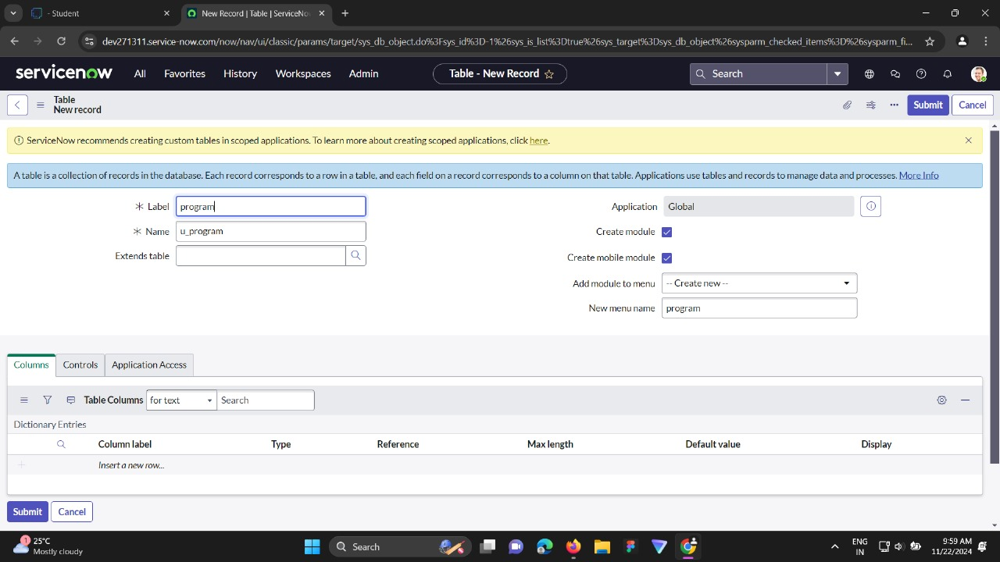 - Student
New Record | Table | ServiceNo
dev271311.service-now.com/now/nav/ui/classic/params/target/sys_db_object.do%3Fsys_id%3D-1%26sys_is_list%3Dtrue%26sys_target%3Dsys_db_object%26sysparm_checked_items%3D%26sysparm_fi...
servicenow All Favorites History Workspaces Admin Table - New Record Search
Table
New record
Submit Cancel
ServiceNow recommends creating custom tables in scoped applications. To learn more about creating scoped applications, click here.
A table is a collection of records in the database. Each record corresponds to a row in a table, and each field on a record corresponds to a column on that table. Applications use tables and records to manage data and processes. More Info
Label program Application Global
Name u_program Create module
Extends table Create mobile module
Add module to menu -- Create new --
New menu name program
Columns Controls Application Access
Table Columns for text Search
Dictionary Entries
Column label Type Reference Max length Default value Display
Insert a new row...
Submit Cancel
1 25°C
Mostly cloudy
Search
ENG
IN
9:59 AM
11/22/2024